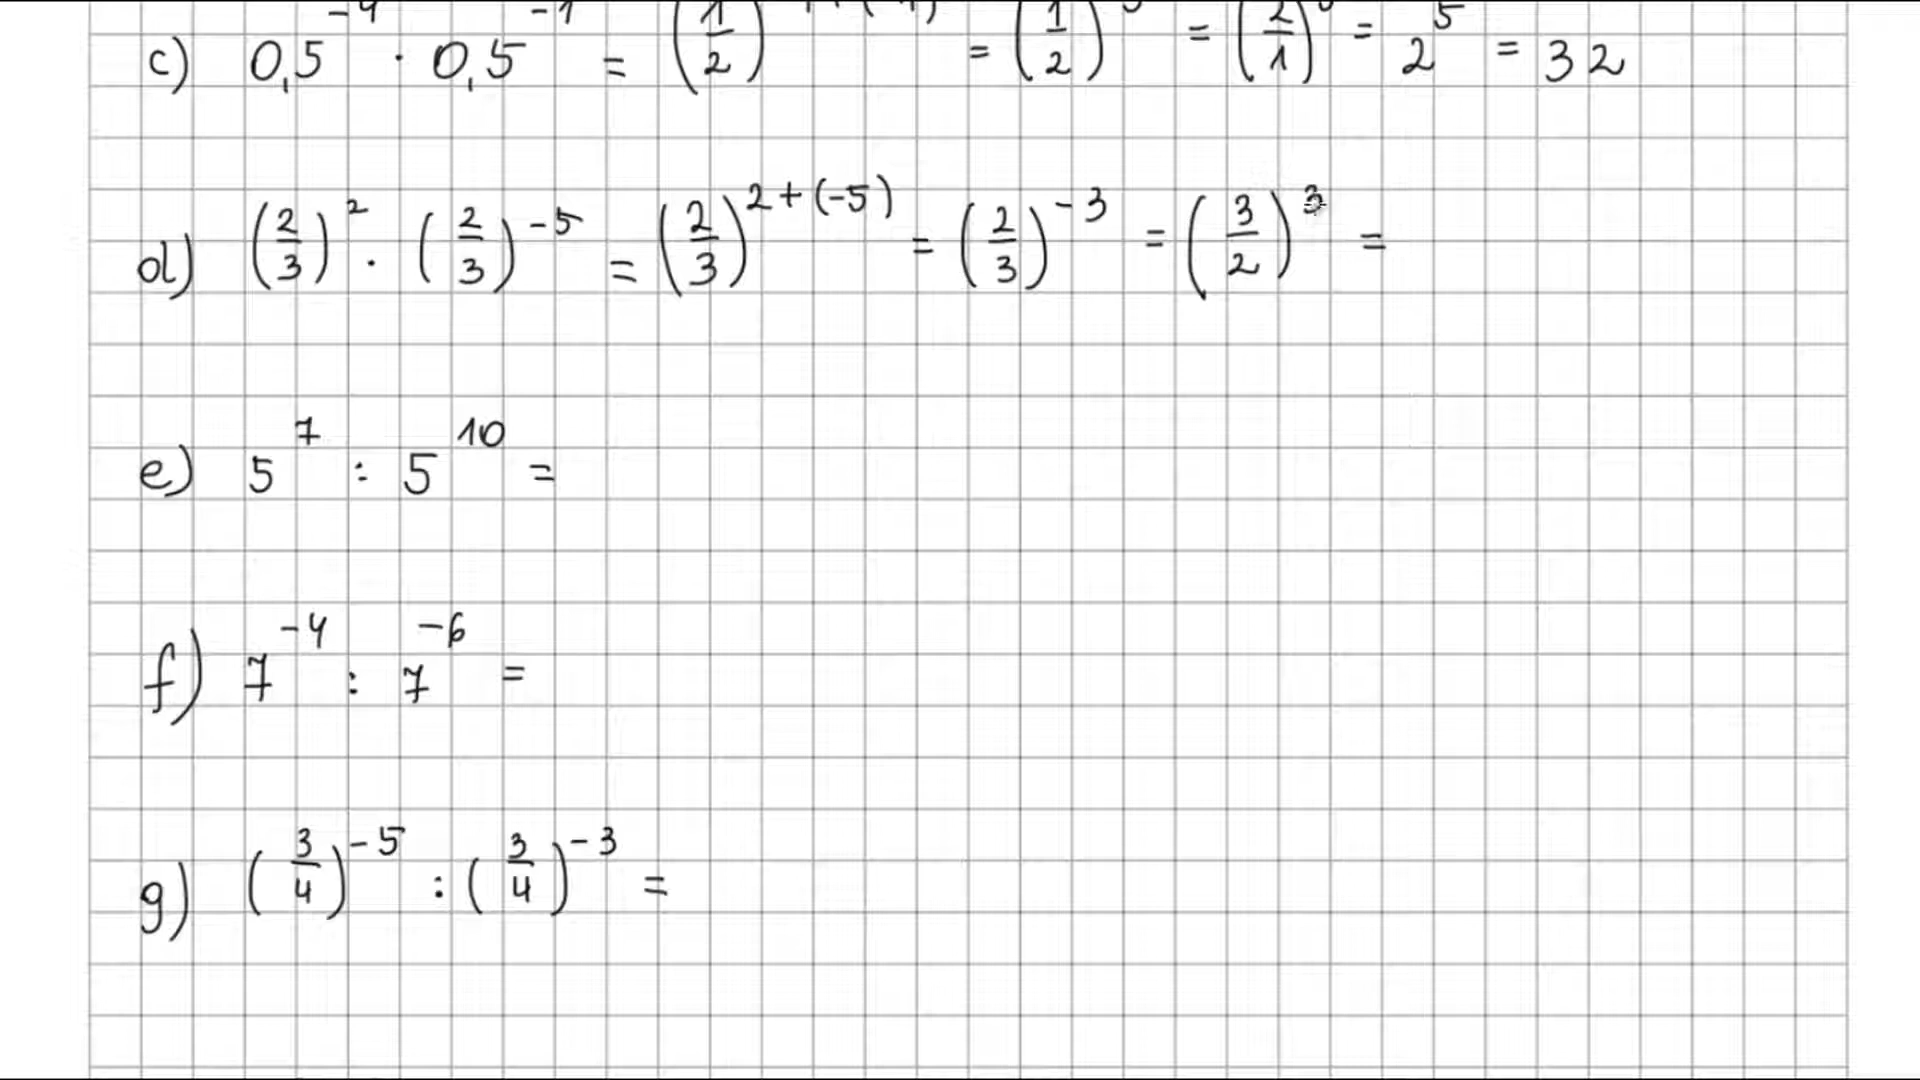 c) 0,5^-4 · 0,5^-1 = (1/2) = (1/2) = (2/1) = 2^5 = 32
d) (2/3)^2 · (2/3)^-5 = (2/3)^2+(-5) = (2/3)^-3 = (3/2)^3 =
e) 5^7 : 5^10 =
f) 7^-4 : 7^-6 =
g) (3/4)^-5 : (3/4)^-3 =